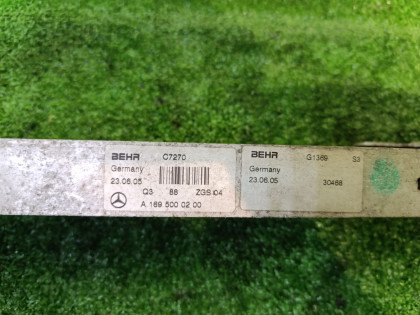 BEHR C7270
Germany
23.06.05
Q3 88 ZGS 04
A 169 500 02 00
BEHR G1369 S3
Germany
23.06.05 30468